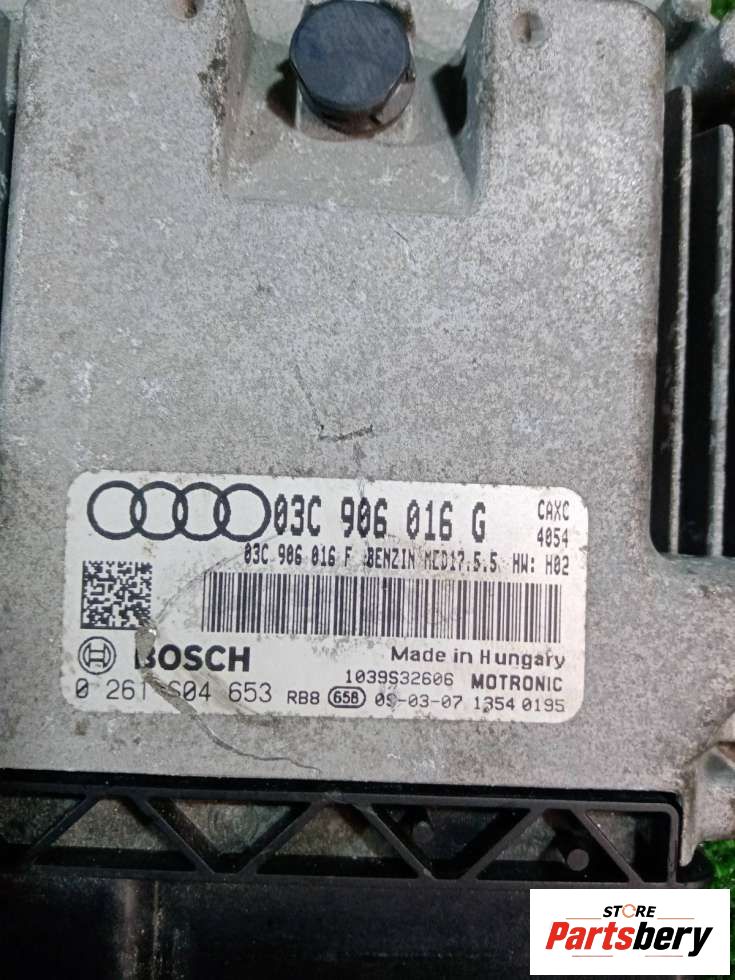 03C 906 016 G CAXC
4054
03C 906 016 F BENZIN MED17.5.5 HW: H02
BOSCH Made in Hungary
1039S32606 MOTRONIC
0 261 S04 653 RB8 658 09-03-07 1354 0195
STORE
Partsbery